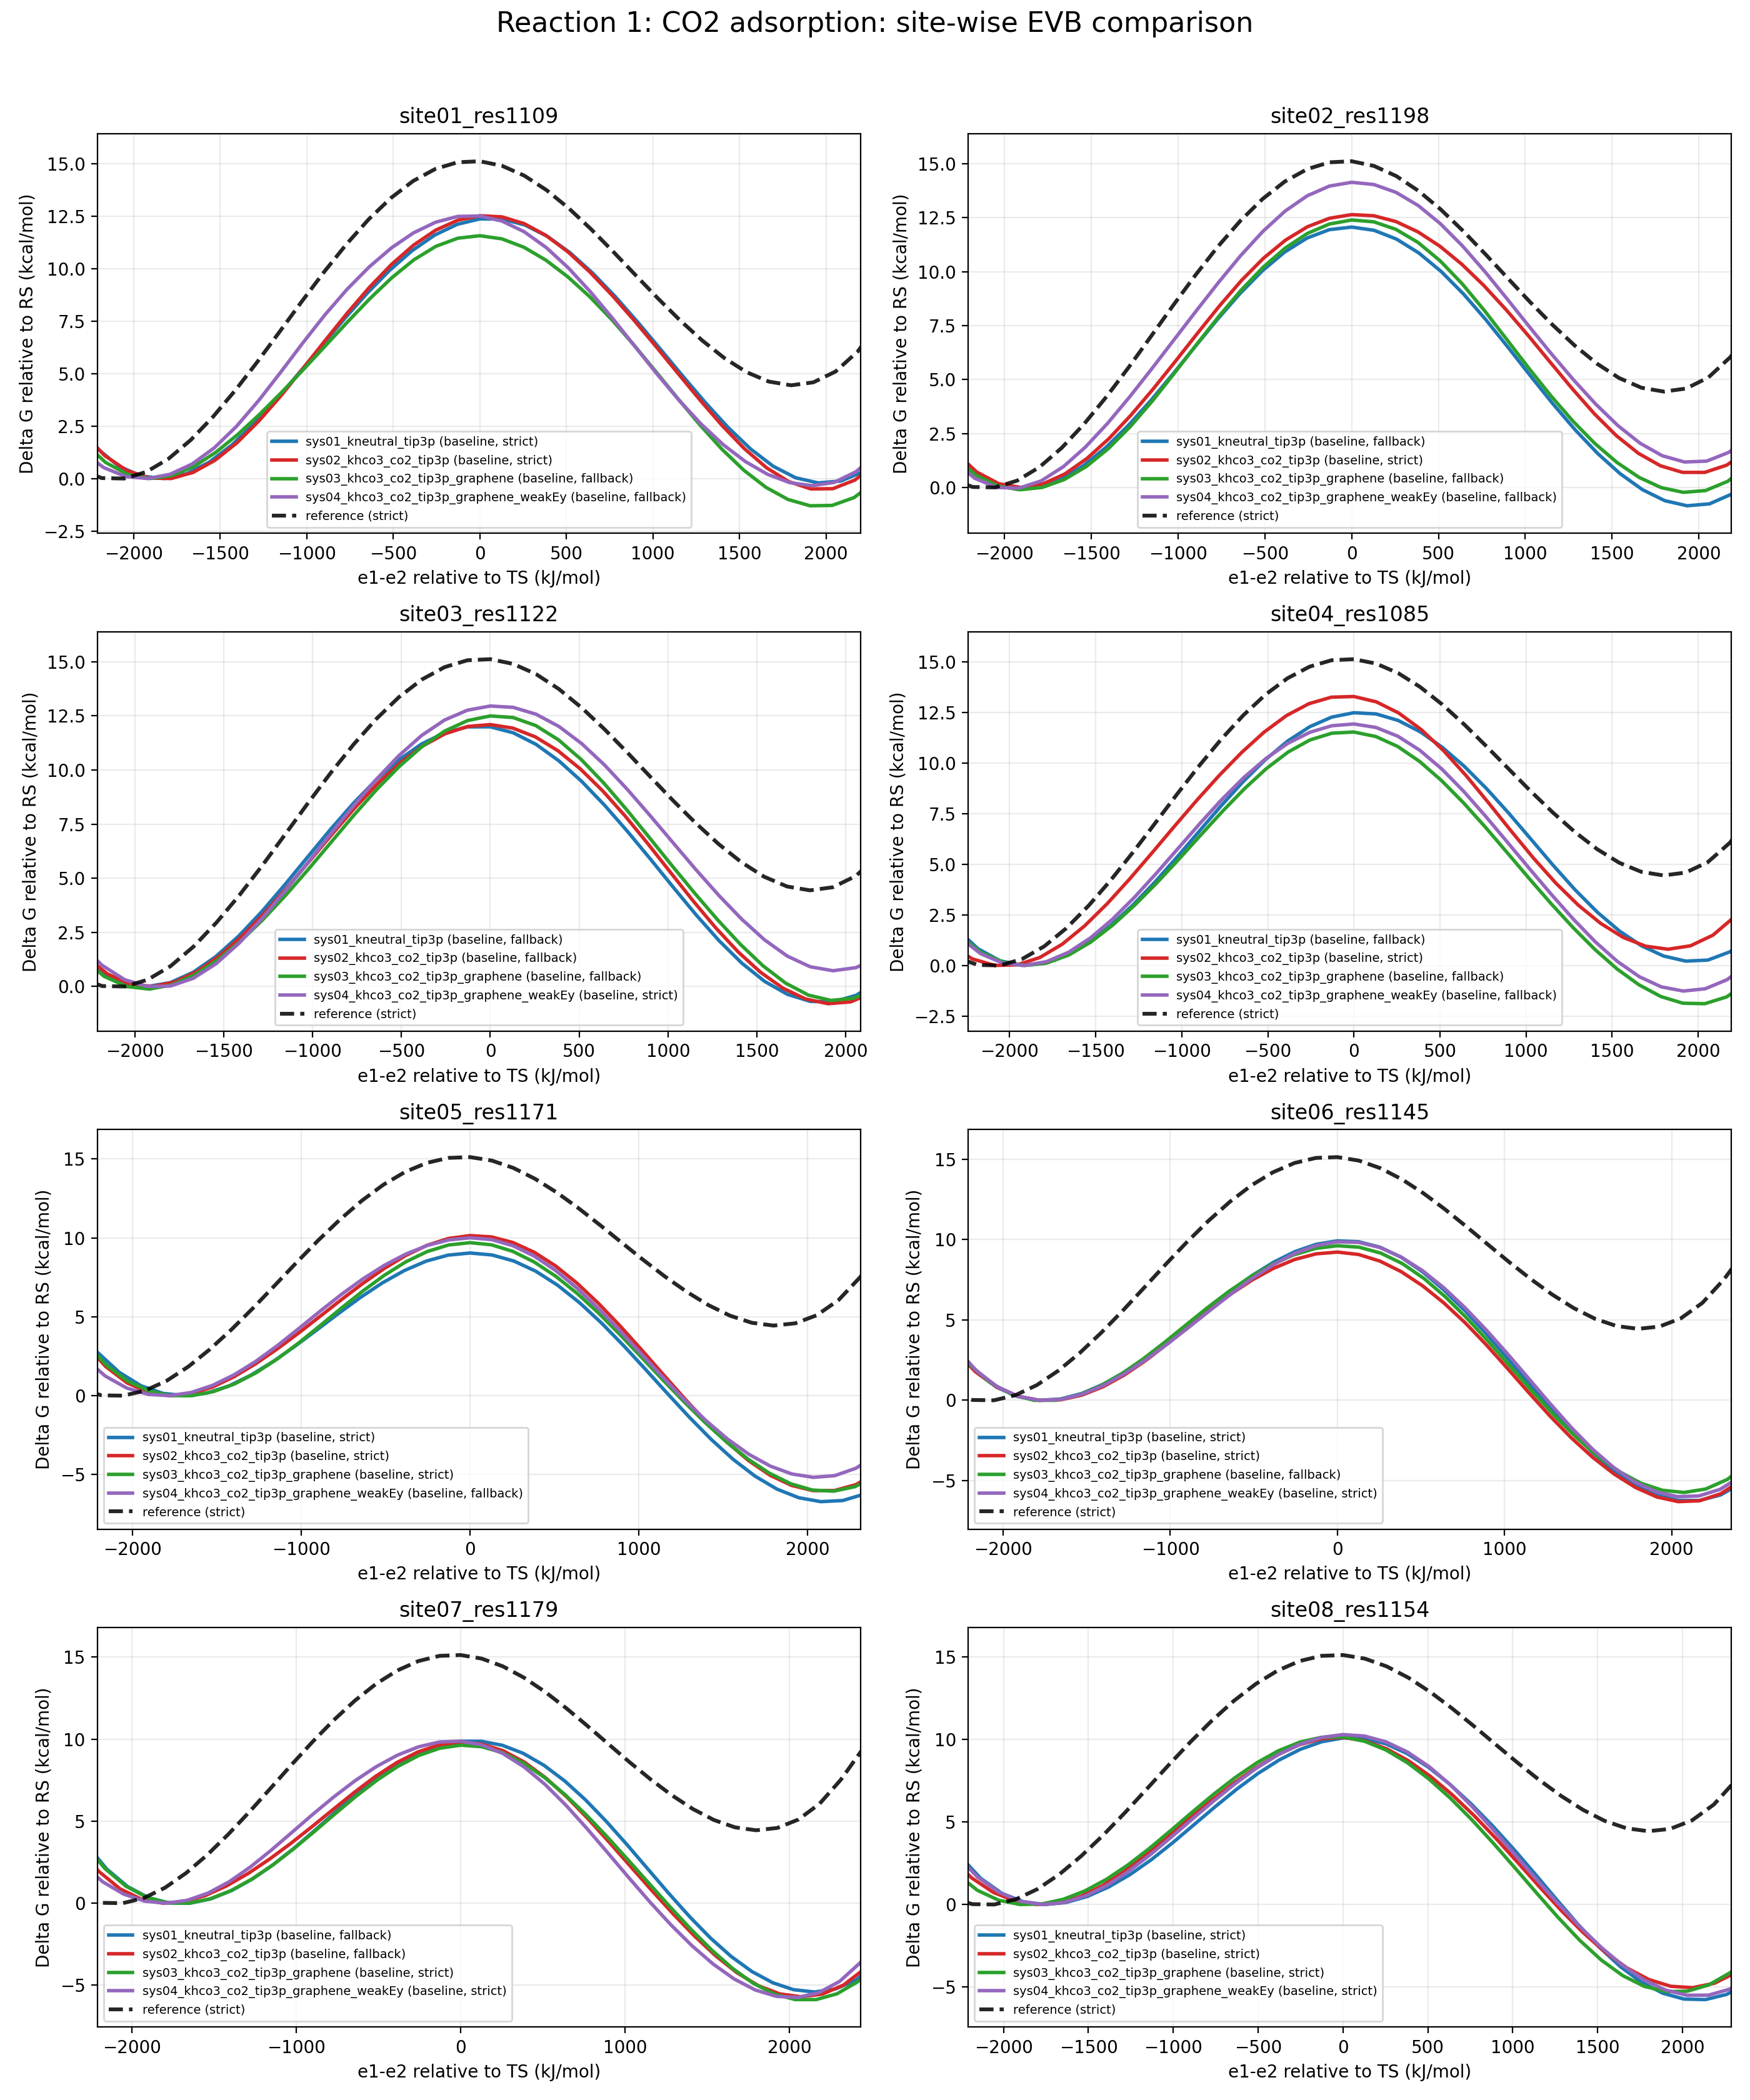 Reaction 1: CO2 adsorption: site-wise EVB comparison
site01_res1109
Delta G relative to RS (kcal/mol)
15.0
12.5
10.0
7.5
5.0
2.5
0.0
−2.5
sys01_kneutral_tip3p (baseline, strict)
sys02_khco3_co2_tip3p (baseline, strict)
sys03_khco3_co2_tip3p_graphene (baseline, fallback)
sys04_khco3_co2_tip3p_graphene_weakEy (baseline, fallback)
reference (strict)
−2000 −1500 −1000 −500 0 500 1000 1500 2000
e1-e2 relative to TS (kJ/mol)
site02_res1198
Delta G relative to RS (kcal/mol)
15.0
12.5
10.0
7.5
5.0
2.5
0.0
sys01_kneutral_tip3p (baseline, fallback)
sys02_khco3_co2_tip3p (baseline, strict)
sys03_khco3_co2_tip3p_graphene (baseline, fallback)
sys04_khco3_co2_tip3p_graphene_weakEy (baseline, fallback)
reference (strict)
−2000 −1500 −1000 −500 0 500 1000 1500 2000
e1-e2 relative to TS (kJ/mol)
site03_res1122
Delta G relative to RS (kcal/mol)
15.0
12.5
10.0
7.5
5.0
2.5
0.0
sys01_kneutral_tip3p (baseline, fallback)
sys02_khco3_co2_tip3p (baseline, fallback)
sys03_khco3_co2_tip3p_graphene (baseline, fallback)
sys04_khco3_co2_tip3p_graphene_weakEy (baseline, strict)
reference (strict)
−2000 −1500 −1000 −500 0 500 1000 1500 2000
e1-e2 relative to TS (kJ/mol)
site04_res1085
Delta G relative to RS (kcal/mol)
15.0
12.5
10.0
7.5
5.0
2.5
0.0
−2.5
sys01_kneutral_tip3p (baseline, fallback)
sys02_khco3_co2_tip3p (baseline, strict)
sys03_khco3_co2_tip3p_graphene (baseline, fallback)
sys04_khco3_co2_tip3p_graphene_weakEy (baseline, fallback)
reference (strict)
−2000 −1500 −1000 −500 0 500 1000 1500 2000
e1-e2 relative to TS (kJ/mol)
site05_res1171
Delta G relative to RS (kcal/mol)
15
10
5
0
−5
sys01_kneutral_tip3p (baseline, strict)
sys02_khco3_co2_tip3p (baseline, strict)
sys03_khco3_co2_tip3p_graphene (baseline, strict)
sys04_khco3_co2_tip3p_graphene_weakEy (baseline, fallback)
reference (strict)
−2000 −1000 0 1000 2000
e1-e2 relative to TS (kJ/mol)
site06_res1145
Delta G relative to RS (kcal/mol)
15
10
5
0
−5
sys01_kneutral_tip3p (baseline, strict)
sys02_khco3_co2_tip3p (baseline, strict)
sys03_khco3_co2_tip3p_graphene (baseline, fallback)
sys04_khco3_co2_tip3p_graphene_weakEy (baseline, strict)
reference (strict)
−2000 −1000 0 1000 2000
e1-e2 relative to TS (kJ/mol)
site07_res1179
Delta G relative to RS (kcal/mol)
15
10
5
0
−5
sys01_kneutral_tip3p (baseline, fallback)
sys02_khco3_co2_tip3p (baseline, fallback)
sys03_khco3_co2_tip3p_graphene (baseline, strict)
sys04_khco3_co2_tip3p_graphene_weakEy (baseline, strict)
reference (strict)
−2000 −1000 0 1000 2000
e1-e2 relative to TS (kJ/mol)
site08_res1154
Delta G relative to RS (kcal/mol)
15
10
5
0
−5
sys01_kneutral_tip3p (baseline, strict)
sys02_khco3_co2_tip3p (baseline, strict)
sys03_khco3_co2_tip3p_graphene (baseline, strict)
sys04_khco3_co2_tip3p_graphene_weakEy (baseline, strict)
reference (strict)
−2000 −1500 −1000 −500 0 500 1000 1500 2000
e1-e2 relative to TS (kJ/mol)